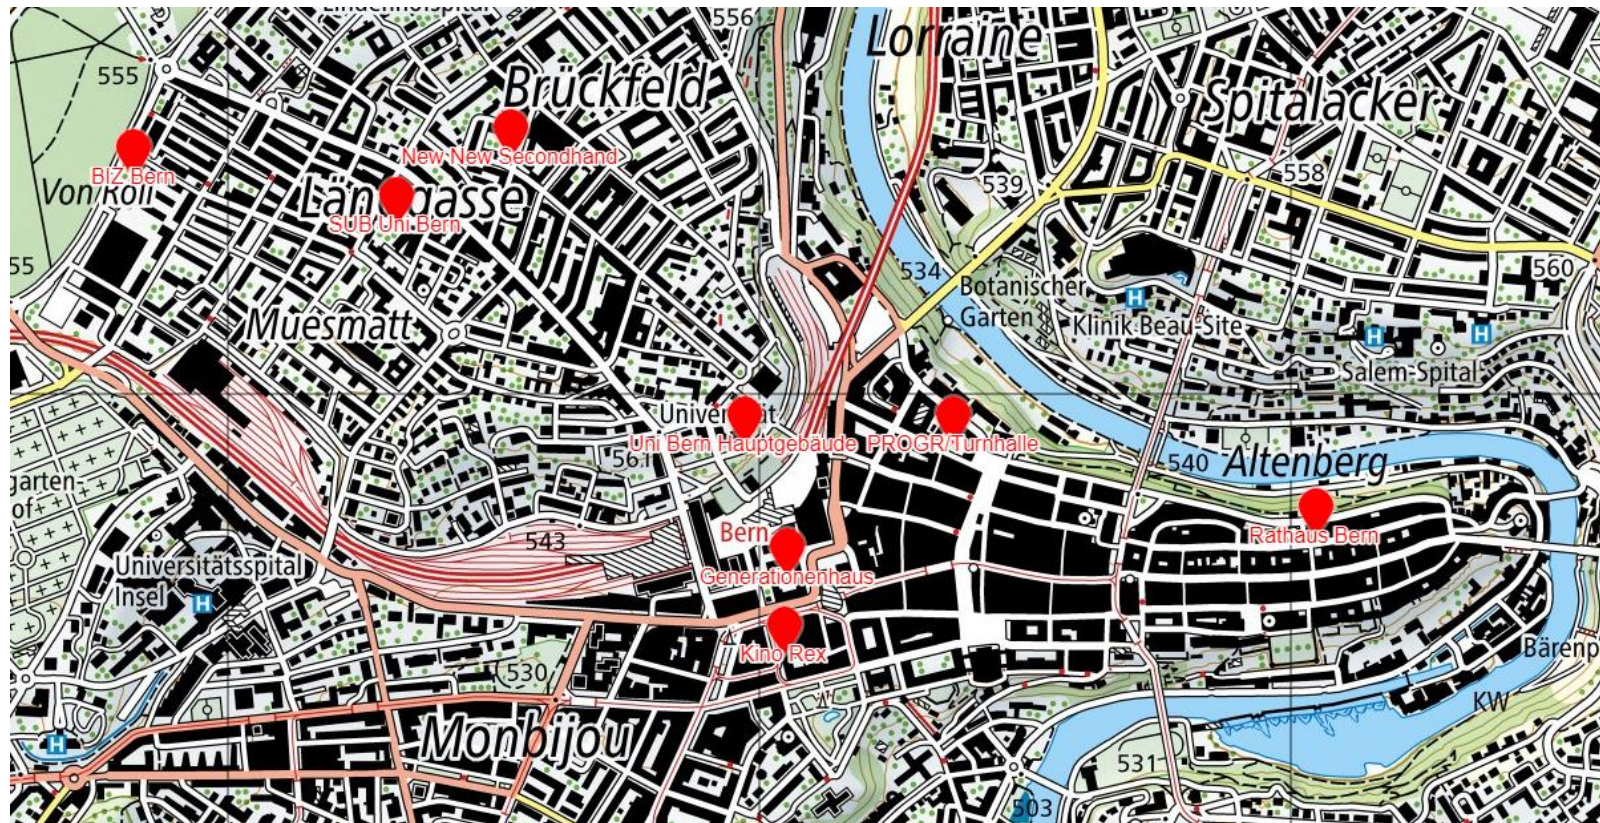 556
Lorraine
555
Brückfeld
Spitalacker
New New Secondhand
BIZ Bern
Von Roll
539
558
SUB Uni Bern
55
534
560
Botanischer
Garten
H
Muesmatt
Klinik Beau-Site
H
H
Salem-Spital
Uni Bern Hauptgebäude
PROGR/Turnhalle
540
Altenberg
garten-
of
Rathaus Bern
Bern
543
Universitätsspital
Insel
H
Generationenhaus
Kino Rex
Bärenp
530
KW
Monbijou
H
531
503